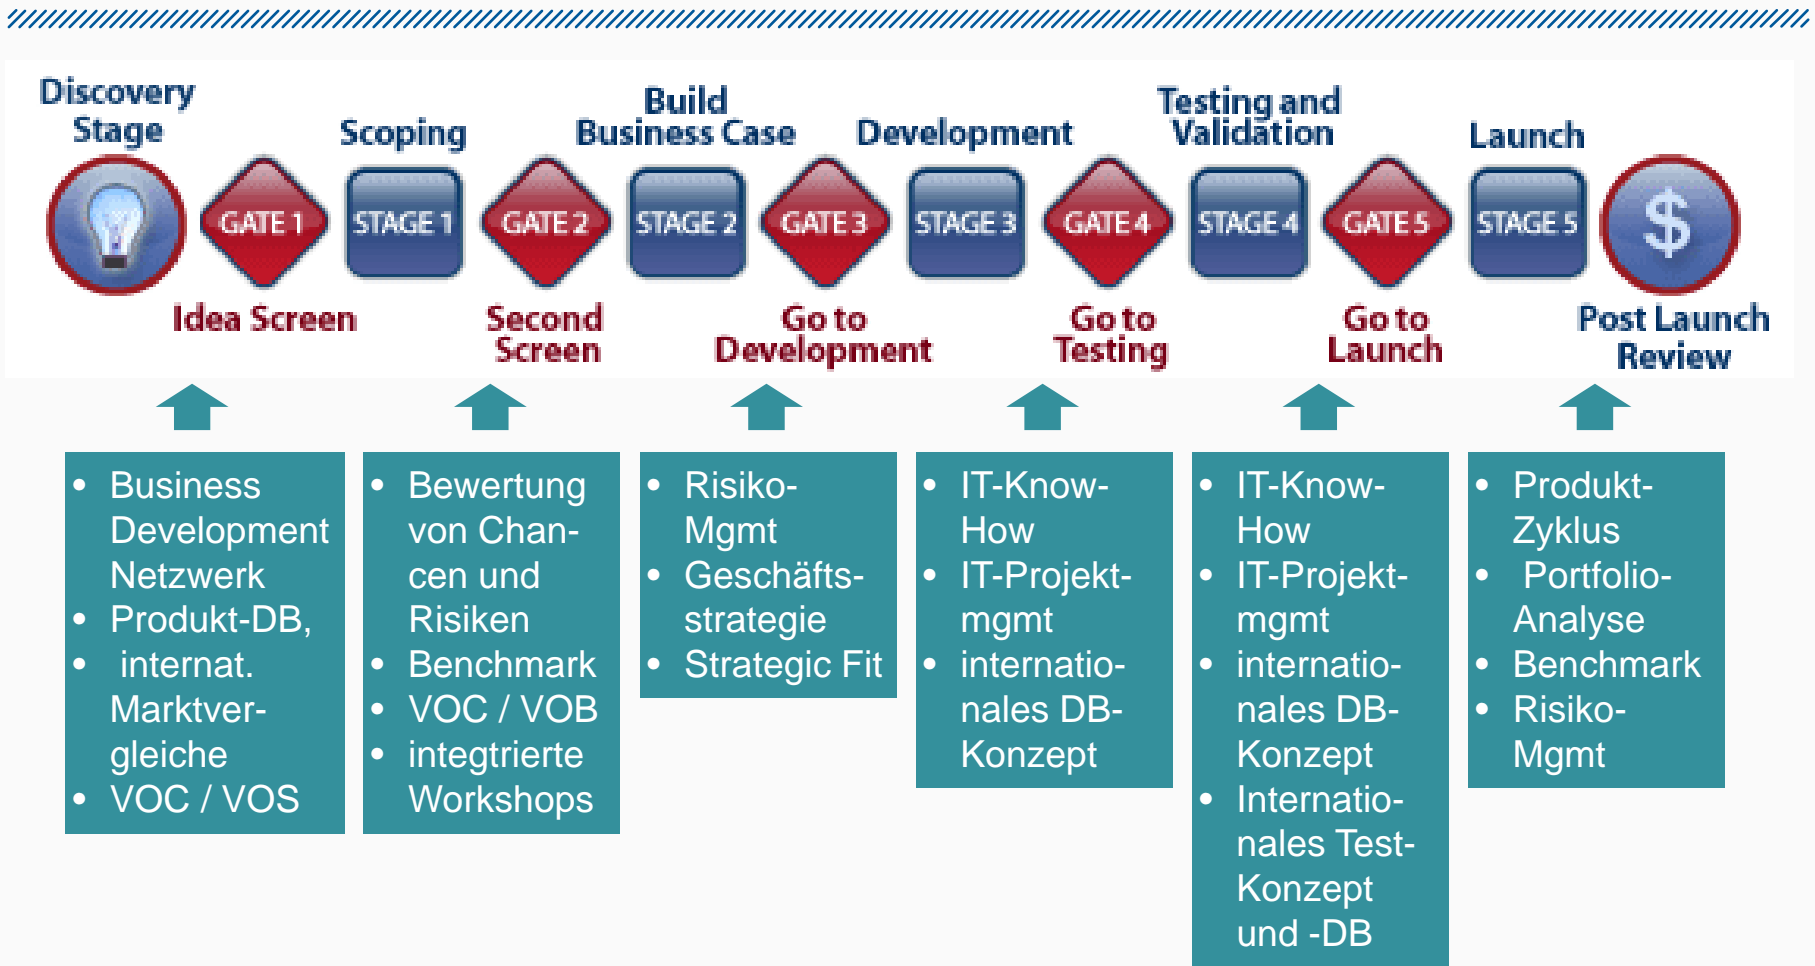 Discovery
Stage
Scoping
Build
Business Case
Development
Testing and
Validation
Launch
GATE 1
STAGE 1
GATE 2
STAGE 2
GATE 3
STAGE 3
GATE 4
STAGE 4
GATE 5
STAGE 5
$
Idea Screen
Second
Screen
Go to
Development
Go to
Testing
Go to
Launch
Post Launch
Review
• Business
Development
Netzwerk
• Produkt-DB,
• internat.
Marktver-
gleiche
• VOC / VOS
• Bewertung
von Chan-
cen und
Risiken
• Benchmark
• VOC / VOB
• integtrierte
Workshops
• Risiko-
Mgmt
• Geschäfts-
strategie
• Strategic Fit
• IT-Know-
How
• IT-Projekt-
mgmt
• internatio-
nales DB-
Konzept
• IT-Know-
How
• IT-Projekt-
mgmt
• internatio-
nales DB-
Konzept
• Internatio-
nales Test-
Konzept
und -DB
• Produkt-
Zyklus
• Portfolio-
Analyse
• Benchmark
• Risiko-
Mgmt